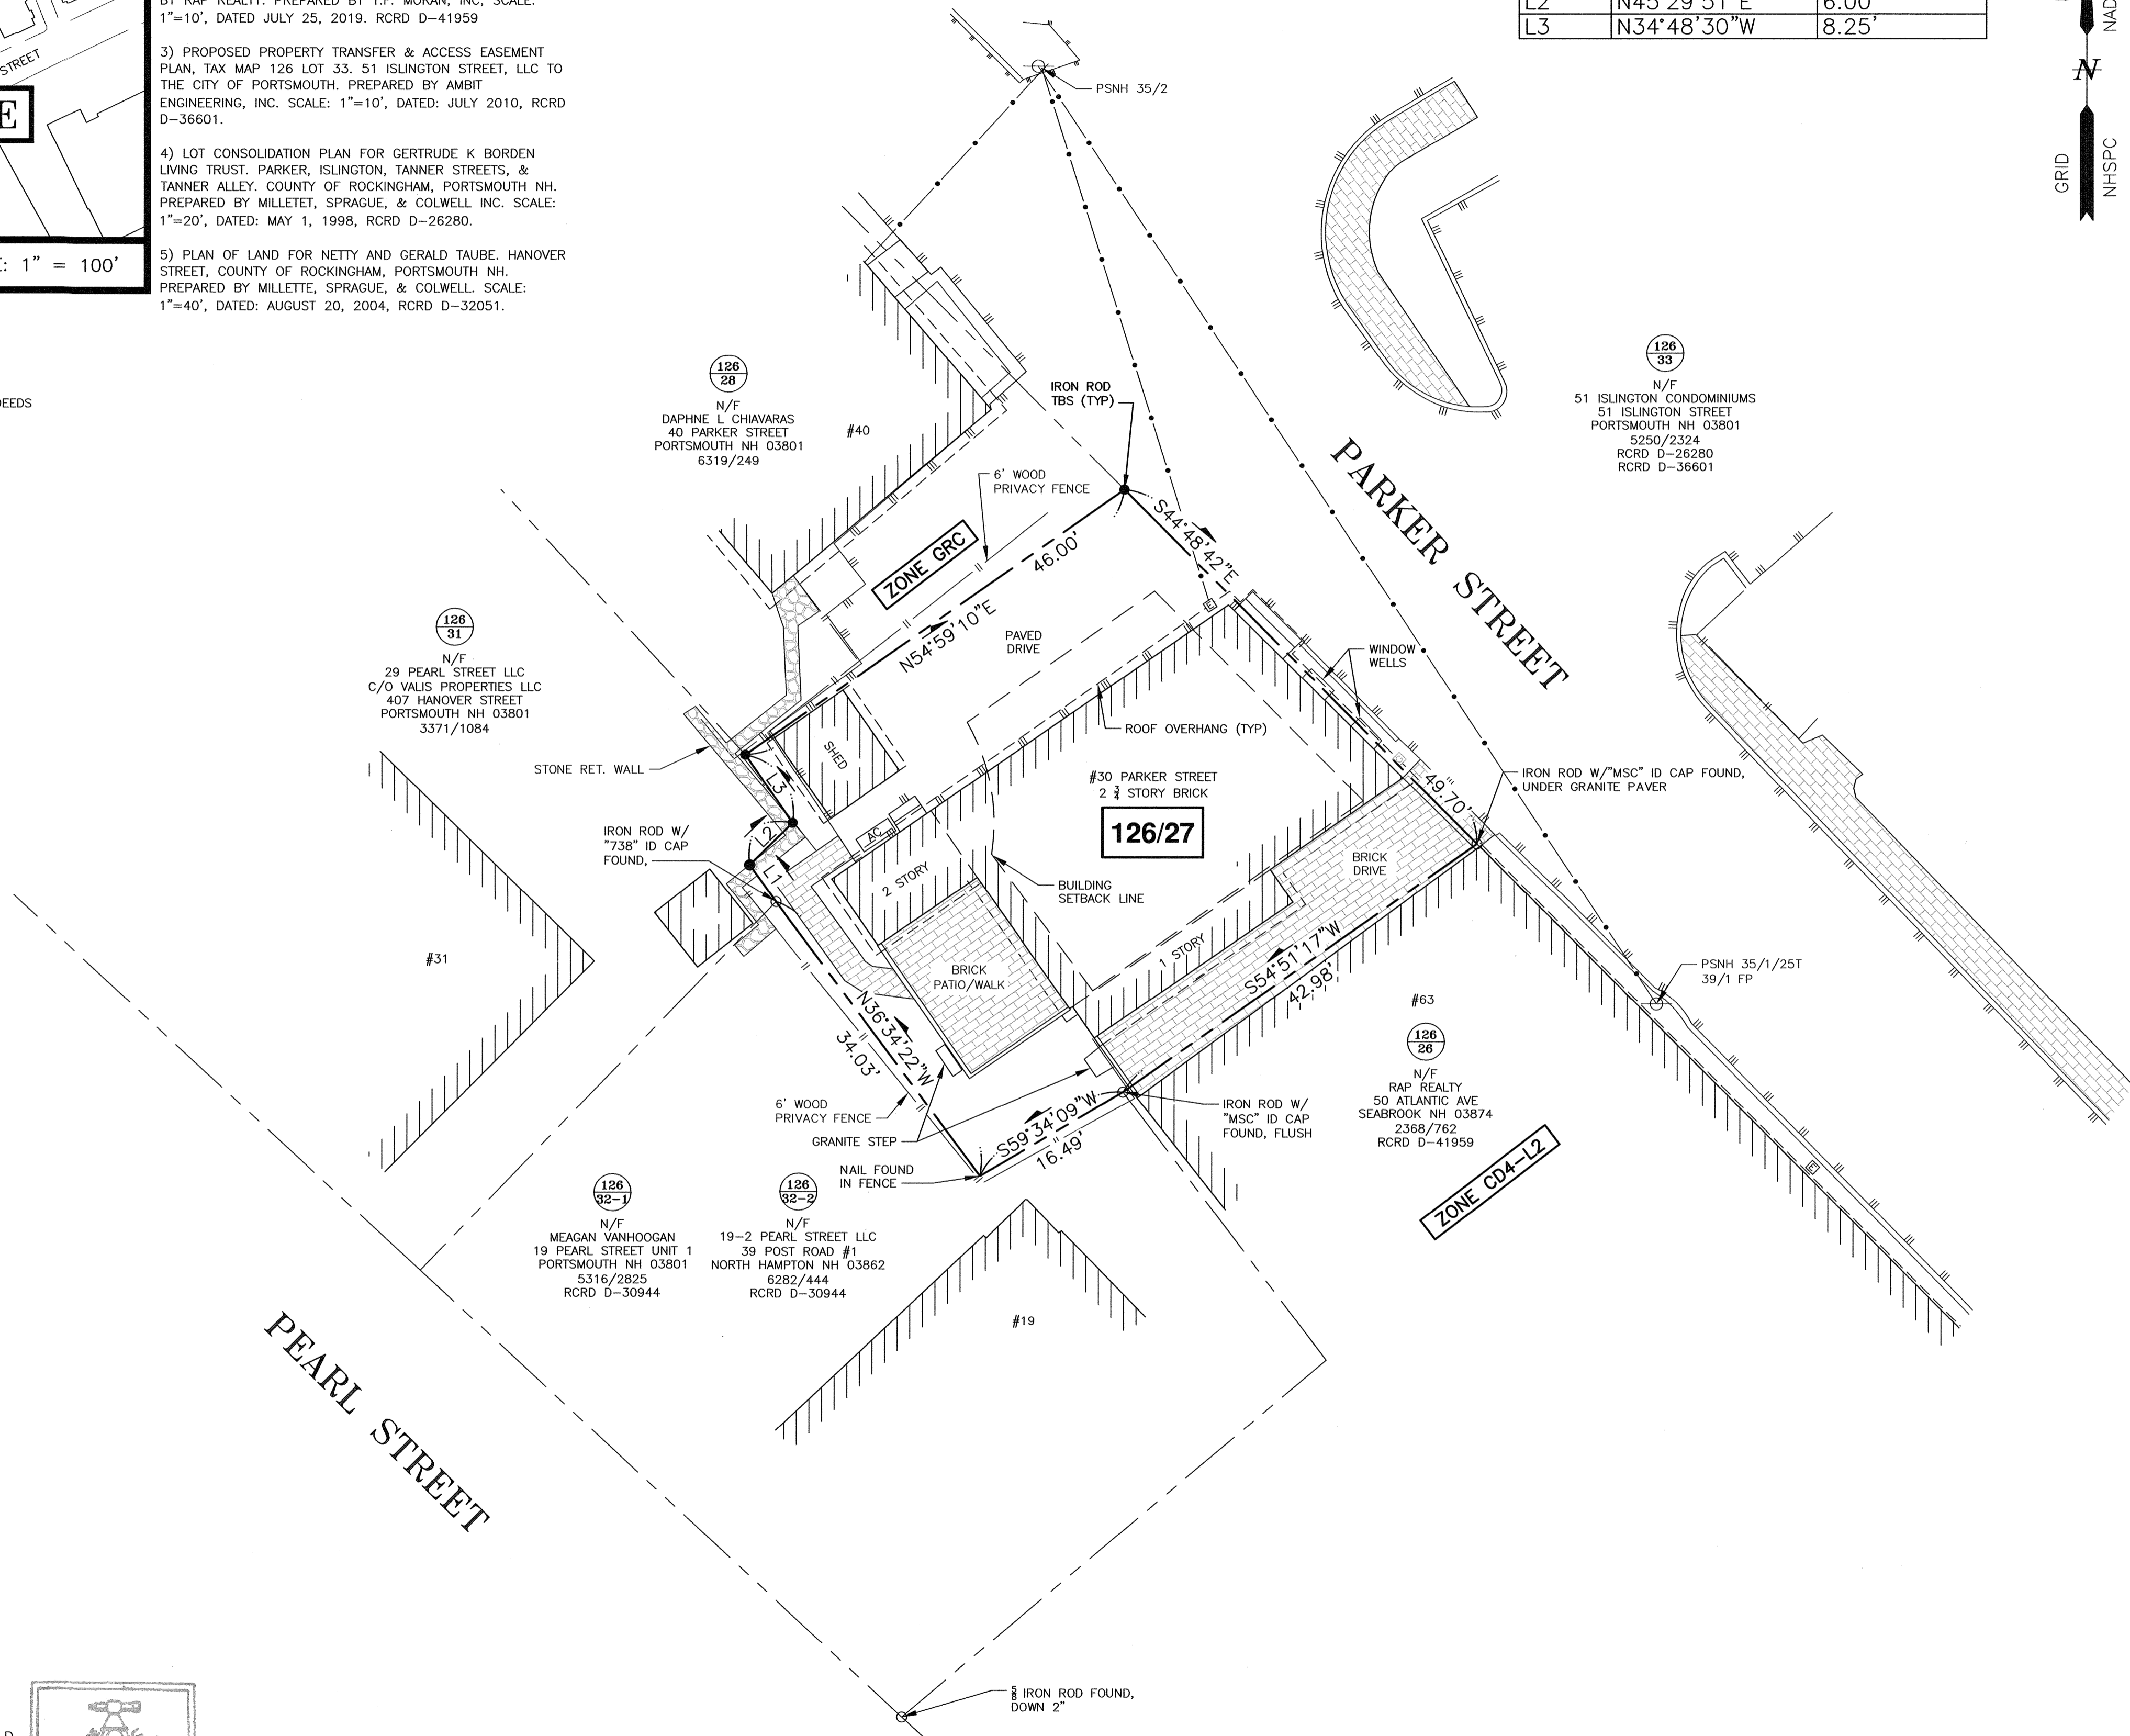 BY RAP REALTY. PREPARED BY T.F. MORAN, INC, SCALE:
1"=10', DATED JULY 25, 2019. RCRD D-41959
3) PROPOSED PROPERTY TRANSFER & ACCESS EASEMENT
PLAN, TAX MAP 126 LOT 33. 51 ISLINGTON STREET, LLC TO
THE CITY OF PORTSMOUTH. PREPARED BY AMBIT
ENGINEERING, INC. SCALE: 1"=10', DATED: JULY 2010, RCRD
D-36601.
4) LOT CONSOLIDATION PLAN FOR GERTRUDE K BORDEN
LIVING TRUST. PARKER, ISLINGTON, TANNER STREETS, &
TANNER ALLEY. COUNTY OF ROCKINGHAM, PORTSMOUTH NH.
PREPARED BY MILLETET, SPRAGUE, & COLWELL INC. SCALE:
1"=20', DATED: MAY 1, 1998, RCRD D-26280.
5) PLAN OF LAND FOR NETTY AND GERALD TAUBE. HANOVER
STREET, COUNTY OF ROCKINGHAM, PORTSMOUTH NH.
PREPARED BY MILLETTE, SPRAGUE, & COLWELL. SCALE:
1"=40', DATED: AUGUST 20, 2004, RCRD D-32051.
STREET
E
: 1" = 100'
EEDS
L2 N45°29'51"E 6.00'
L3 N34°48'30"W 8.25'
NAD
N
GRID
NHSPC
PSNH 35/2
126
28
N/F
DAPHNE L CHIAVARAS
40 PARKER STREET
PORTSMOUTH NH 03801
6319/249
#40
IRON ROD
TBS (TYP)
6' WOOD
PRIVACY FENCE
126
33
N/F
51 ISLINGTON CONDOMINIUMS
51 ISLINGTON STREET
PORTSMOUTH NH 03801
5250/2324
RCRD D-26280
RCRD D-36601
PARKER STREET
ZONE GRC
46.00'
N54°59'10"E
S44°48'42"E
49.70'
PAVED
DRIVE
WINDOW
WELLS
126
31
N/F
29 PEARL STREET LLC
C/O VALIS PROPERTIES LLC
407 HANOVER STREET
PORTSMOUTH NH 03801
3371/1084
STONE RET. WALL
SHED
ROOF OVERHANG (TYP)
#30 PARKER STREET
2 3/4 STORY BRICK
126/27
IRON ROD W/"MSC" ID CAP FOUND,
UNDER GRANITE PAVER
L3
L2
L1
IRON ROD W/
"738" ID CAP
FOUND,
AC
2 STORY
BUILDING
SETBACK LINE
BRICK
DRIVE
1 STORY
BRICK
PATIO/WALK
S54°51'17"W
42.98'
#31
N36°34'22"W
34.03'
#63
PSNH 35/1/25T
39/1 FP
126
26
N/F
RAP REALTY
50 ATLANTIC AVE
SEABROOK NH 03874
2368/762
RCRD D-41959
6' WOOD
PRIVACY FENCE
GRANITE STEP
NAIL FOUND
IN FENCE
S59°34'09"W
16.49'
IRON ROD W/
"MSC" ID CAP
FOUND, FLUSH
ZONE CD4-L2
126
32-1
N/F
MEAGAN VANHOOGAN
19 PEARL STREET UNIT 1
PORTSMOUTH NH 03801
5316/2825
RCRD D-30944
126
32-2
N/F
19-2 PEARL STREET LLC
39 POST ROAD #1
NORTH HAMPTON NH 03862
6282/444
RCRD D-30944
#19
PEARL STREET
5/8 IRON ROD FOUND,
DOWN 2"